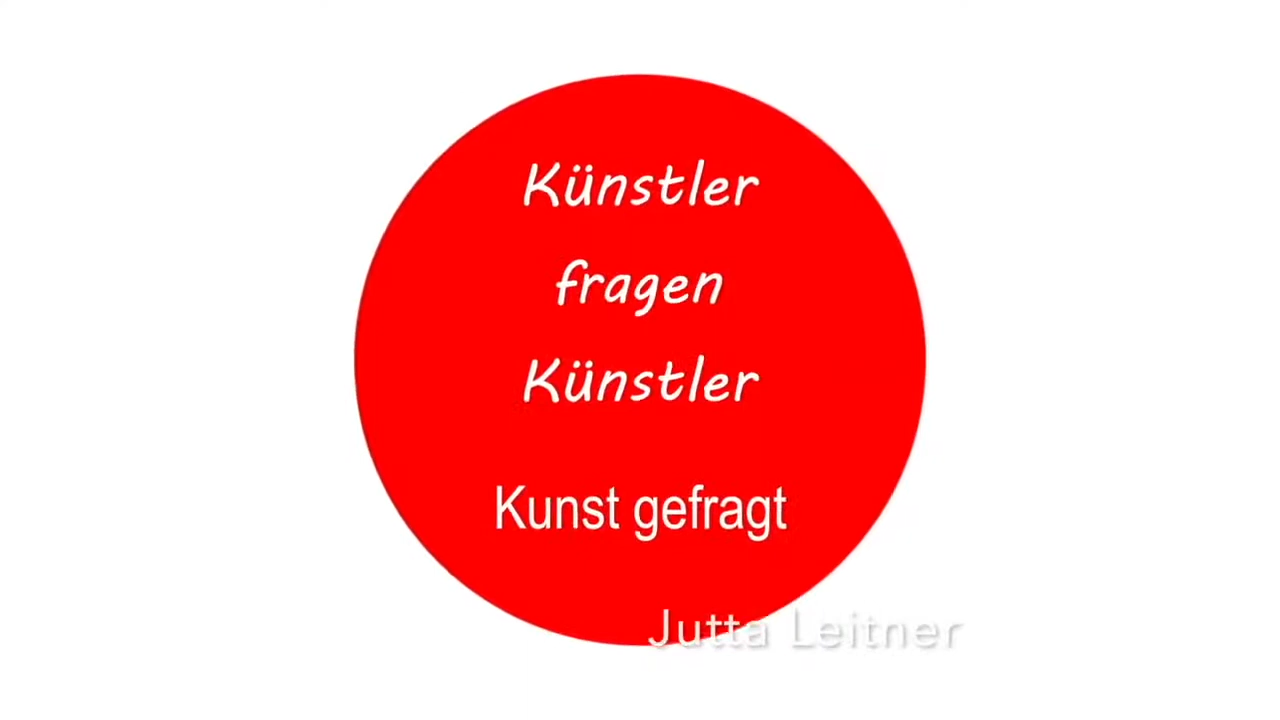 Künstler
fragen
Künstler
Kunst gefragt
Jutta Leitner